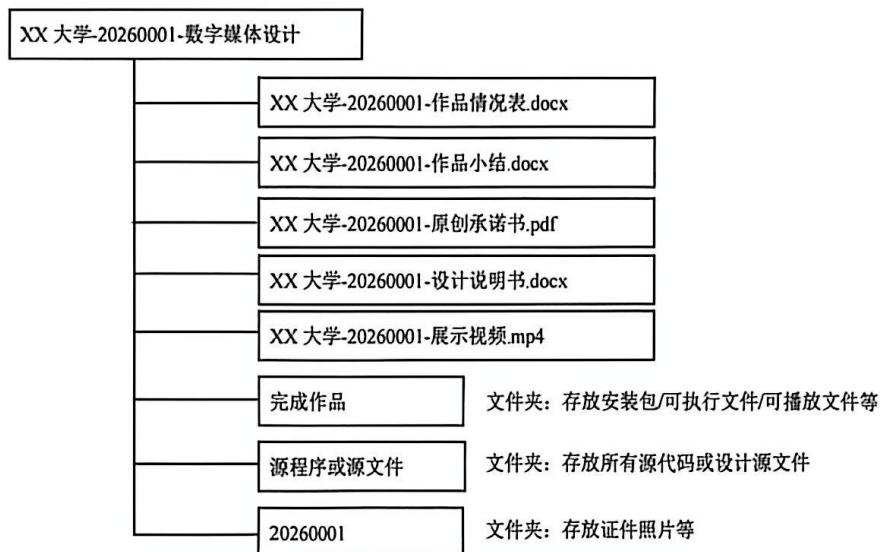 XX 大学-20260001-数字媒体设计
XX 大学-20260001-作品情况表.docx
XX 大学-20260001-作品小结.docx
XX 大学-20260001-原创承诺书.pdf
XX 大学-20260001-设计说明书.docx
XX 大学-20260001-展示视频.mp4
完成作品 文件夹：存放安装包/可执行文件/可播放文件等
源程序或源文件 文件夹：存放所有源代码或设计源文件
20260001 文件夹：存放证件照片等